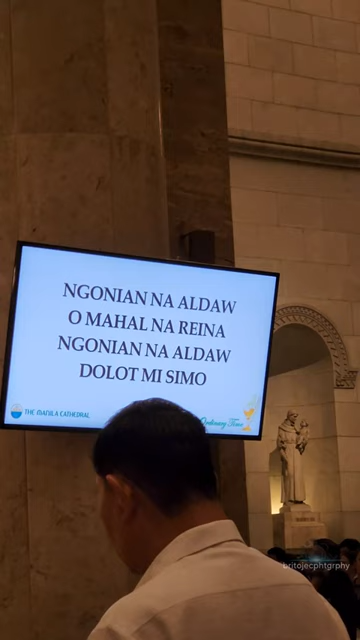 NGONIAN NA ALDAW
O MAHAL NA REINA
NGONIAN NA ALDAW
DOLOT MI SIMO
THE MANILA CATHEDRAL
Ordinary Time
britojecphtgrphy